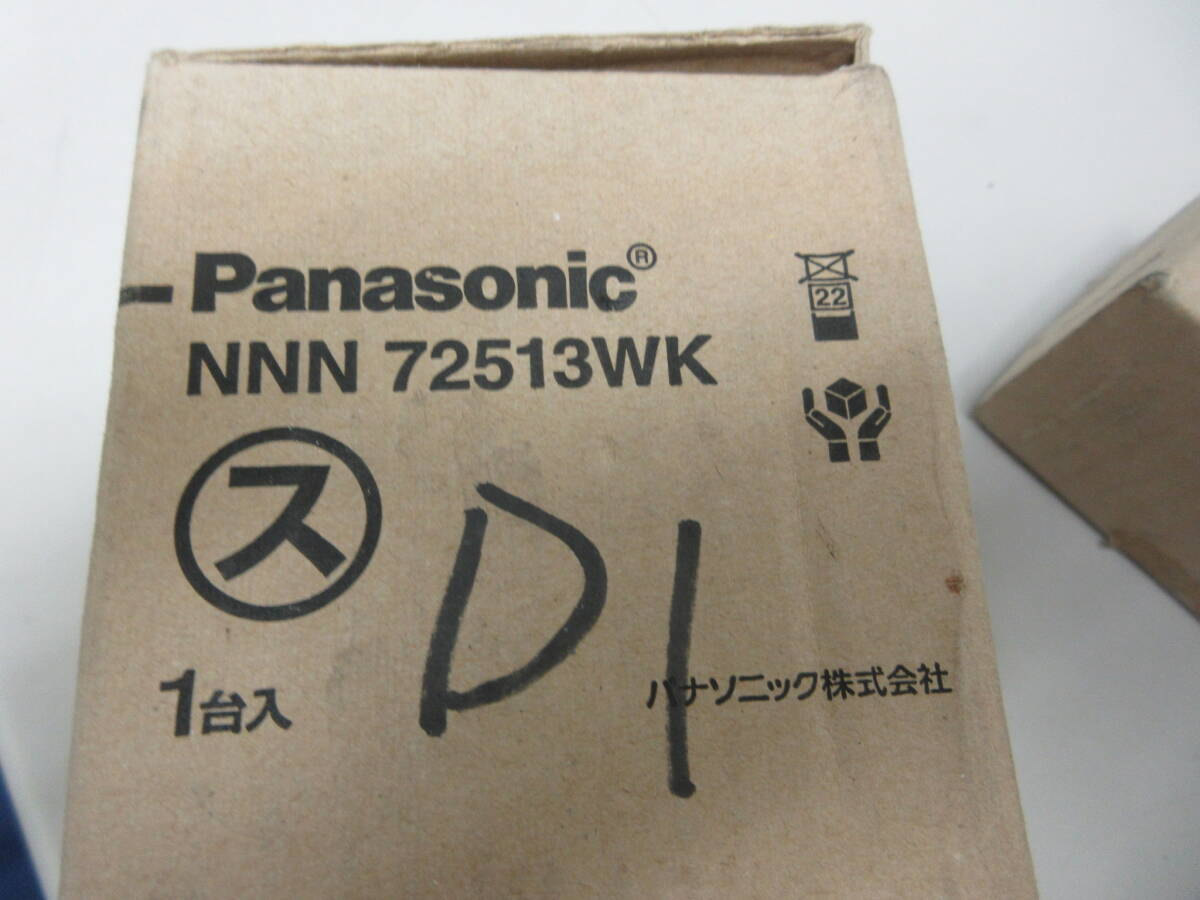 Panasonic®
NNN 72513WK
22
ス
D1
1台入
パナソニック株式会社